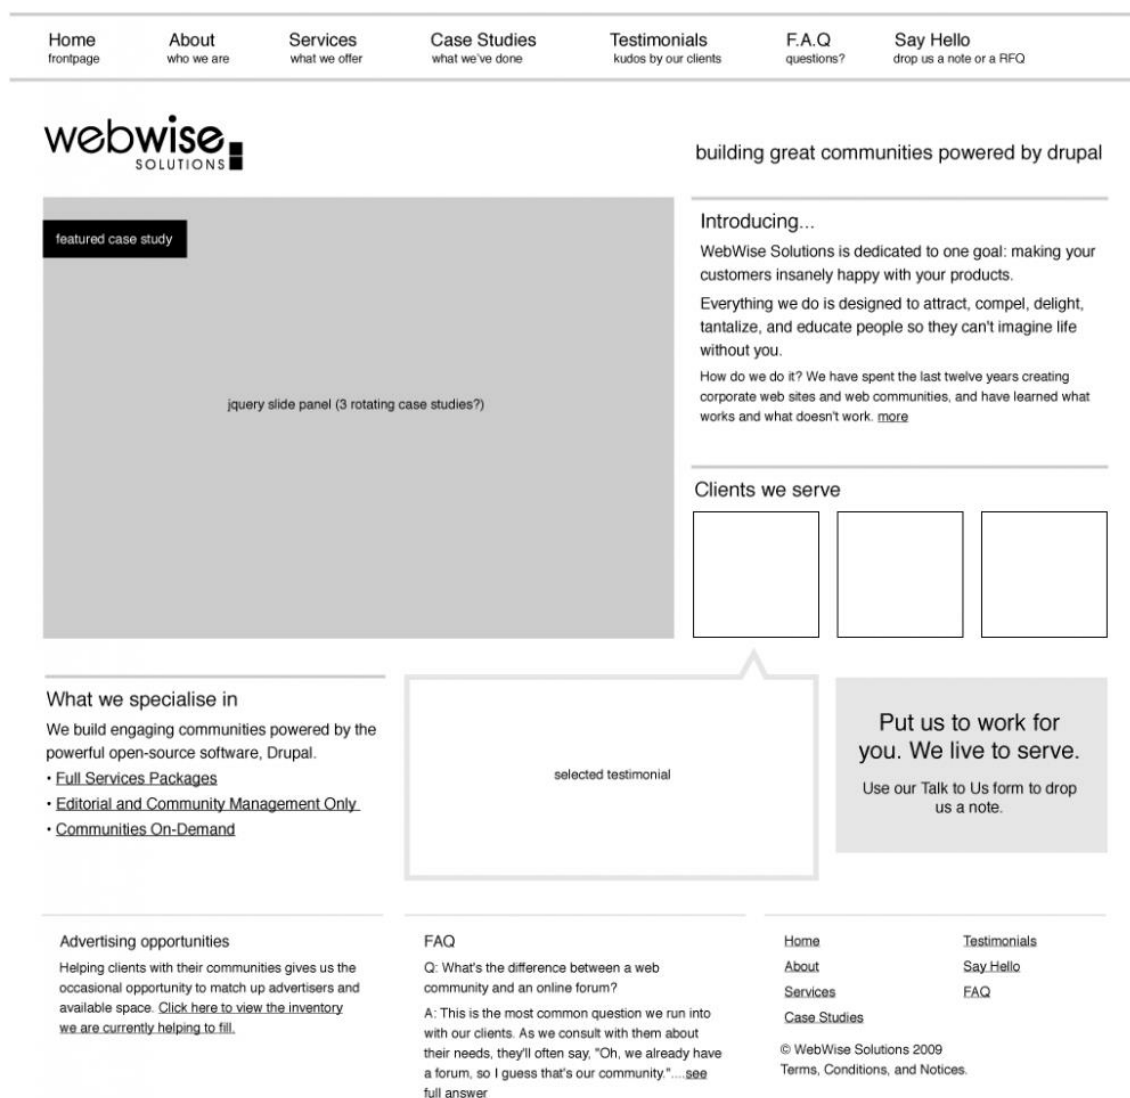 Home About Services Case Studies Testimonials F.A.Q Say Hello
frontpage who we are what we offer what we've done kudos by our clients questions? drop us a note or a RFQ
webwise
SOLUTIONS
building great communities powered by drupal
featured case study
jquery slide panel (3 rotating case studies?)
Introducing...
WebWise Solutions is dedicated to one goal: making your
customers insanely happy with your products.
Everything we do is designed to attract, compel, delight,
tantalize, and educate people so they can't imagine life
without you.
How do we do it? We have spent the last twelve years creating
corporate web sites and web communities, and have learned what
works and what doesn't work. more
Clients we serve
What we specialise in
We build engaging communities powered by the
powerful open-source software, Drupal.
• Full Services Packages
• Editorial and Community Management Only
• Communities On-Demand
selected testimonial
Put us to work for
you. We live to serve.
Use our Talk to Us form to drop
us a note.
Advertising opportunities
Helping clients with their communities gives us the
occasional opportunity to match up advertisers and
available space. Click here to view the inventory
we are currently helping to fill.
FAQ
Q: What's the difference between a web
community and an online forum?
A: This is the most common question we run into
with our clients. As we consult with them about
their needs, they'll often say, "Oh, we already have
a forum, so I guess that's our community."....see
full answer
Home Testimonials
About Say Hello
Services FAQ
Case Studies
© WebWise Solutions 2009
Terms, Conditions, and Notices.